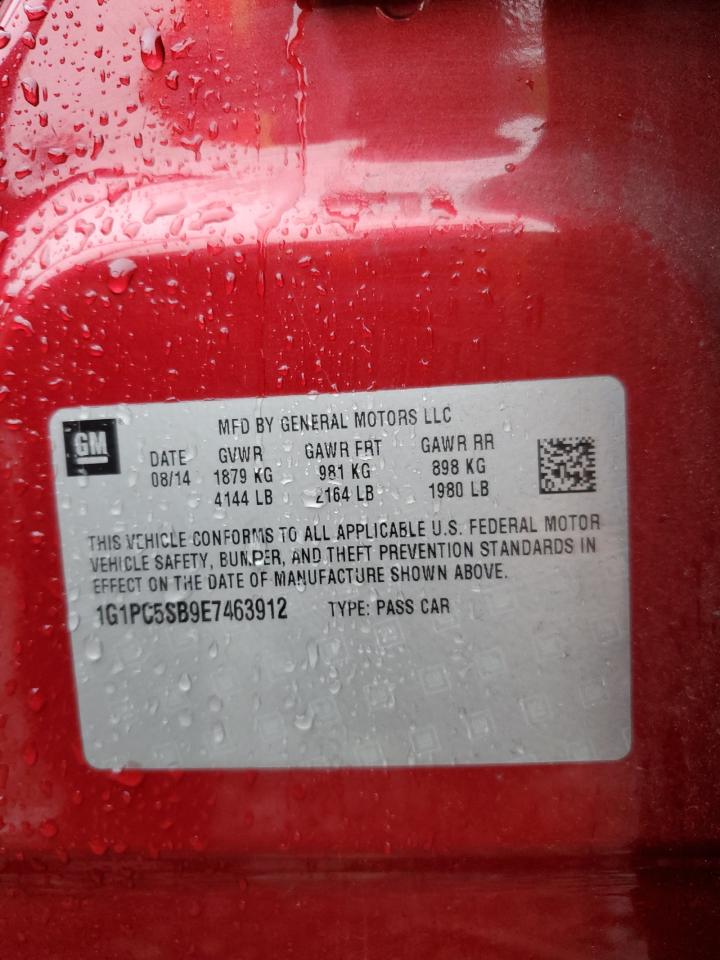 MFD BY GENERAL MOTORS LLC
GM
DATE GVWR GAWR FRT GAWR RR
08/14 1879 KG 981 KG 898 KG
4144 LB 2164 LB 1980 LB
THIS VEHICLE CONFORMS TO ALL APPLICABLE U.S. FEDERAL MOTOR
VEHICLE SAFETY, BUMPER, AND THEFT PREVENTION STANDARDS IN
EFFECT ON THE DATE OF MANUFACTURE SHOWN ABOVE.
1G1PC5SB9E7463912 TYPE: PASS CAR